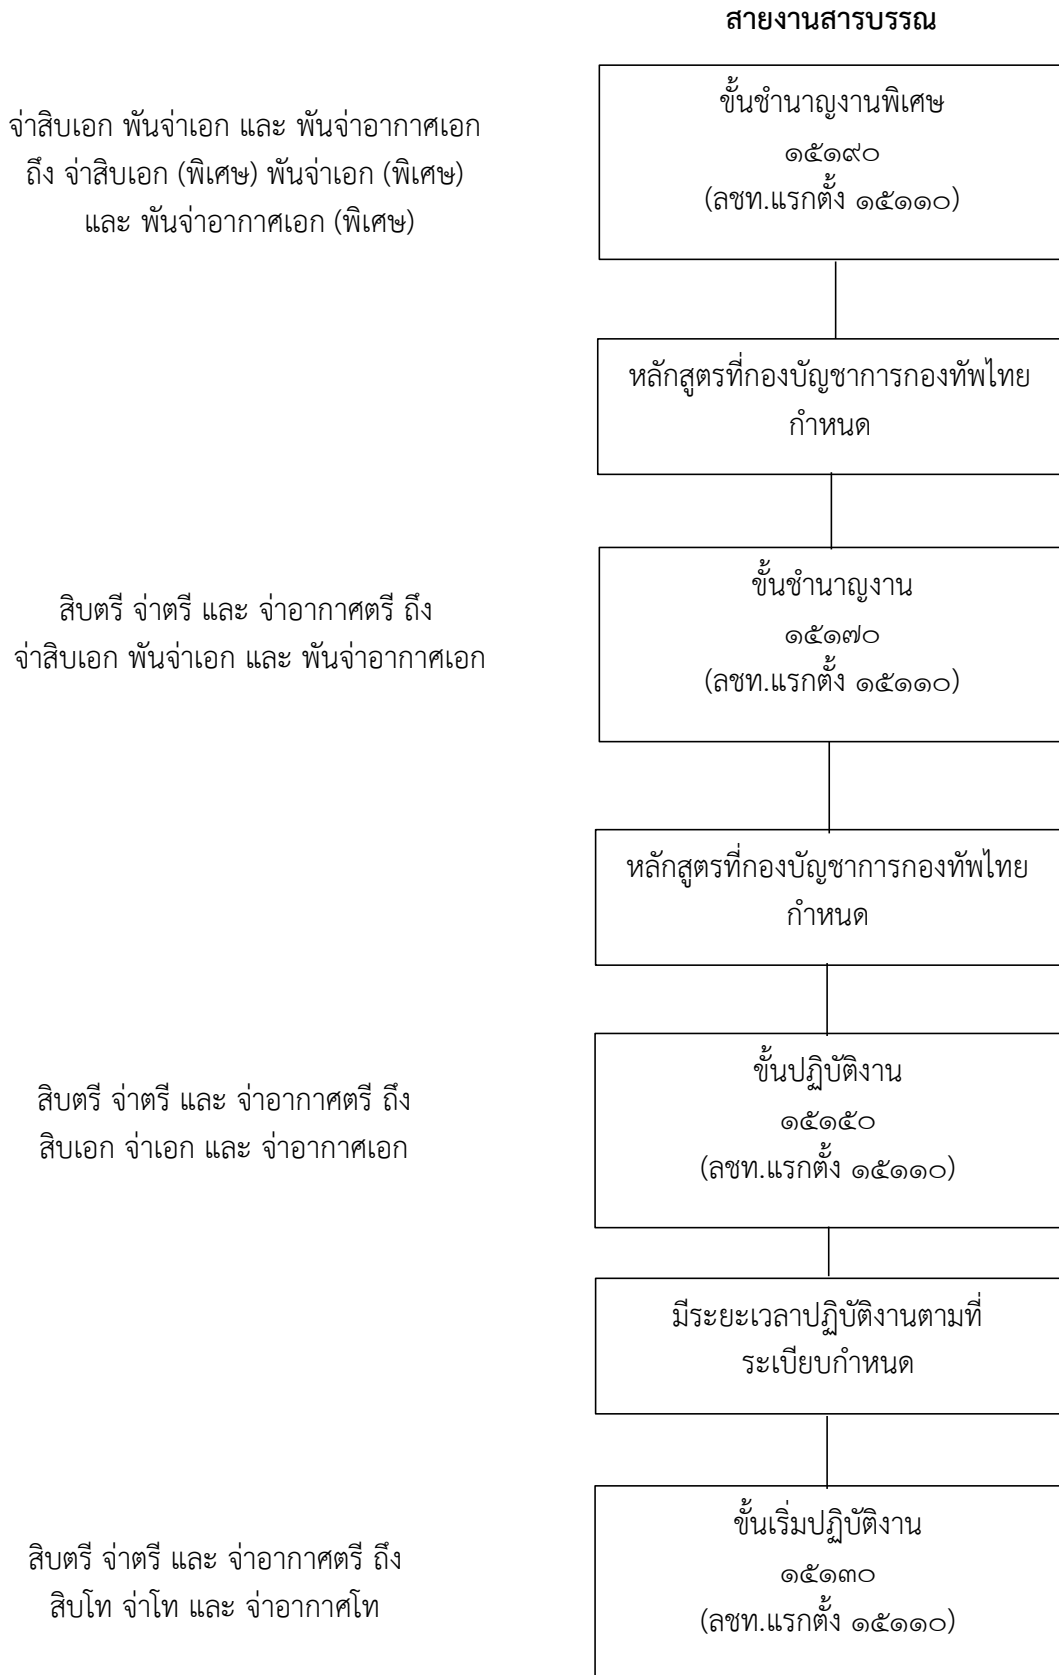 สายงานสารบรรณ
จ่าสิบเอก พันจ่าเอก และ พันจ่าอากาศเอก
ถึง จ่าสิบเอก (พิเศษ) พันจ่าเอก (พิเศษ)
และ พันจ่าอากาศเอก (พิเศษ)
ขั้นชำนาญงานพิเศษ
๑๕๑๙๐
(ลชท.แรกตั้ง ๑๕๑๑๐)
หลักสูตรที่กองบัญชาการกองทัพไทย
กำหนด
สิบตรี จ่าตรี และ จ่าอากาศตรี ถึง
จ่าสิบเอก พันจ่าเอก และ พันจ่าอากาศเอก
ขั้นชำนาญงาน
๑๕๑๗๐
(ลชท.แรกตั้ง ๑๕๑๑๐)
หลักสูตรที่กองบัญชาการกองทัพไทย
กำหนด
สิบตรี จ่าตรี และ จ่าอากาศตรี ถึง
สิบเอก จ่าเอก และ จ่าอากาศเอก
ขั้นปฏิบัติงาน
๑๕๑๕๐
(ลชท.แรกตั้ง ๑๕๑๑๐)
มีระยะเวลาปฏิบัติงานตามที่
ระเบียบกำหนด
สิบตรี จ่าตรี และ จ่าอากาศตรี ถึง
สิบโท จ่าโท และ จ่าอากาศโท
ขั้นเริ่มปฏิบัติงาน
๑๕๑๓๐
(ลชท.แรกตั้ง ๑๕๑๑๐)